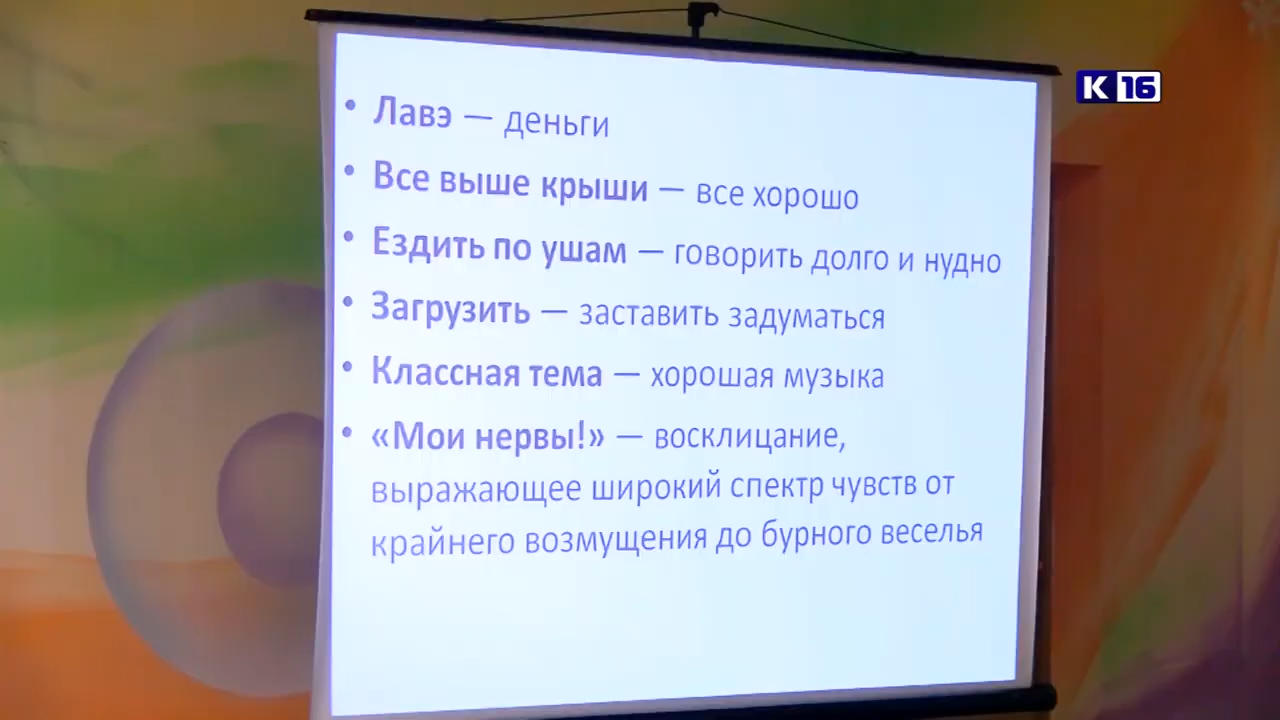 К 16
• Лавэ — деньги
• Все выше крыши — все хорошо
• Ездить по ушам — говорить долго и нудно
• Загрузить — заставить задуматься
• Классная тема — хорошая музыка
• «Мои нервы!» — восклицание,
выражающее широкий спектр чувств от
крайнего возмущения до бурного веселья